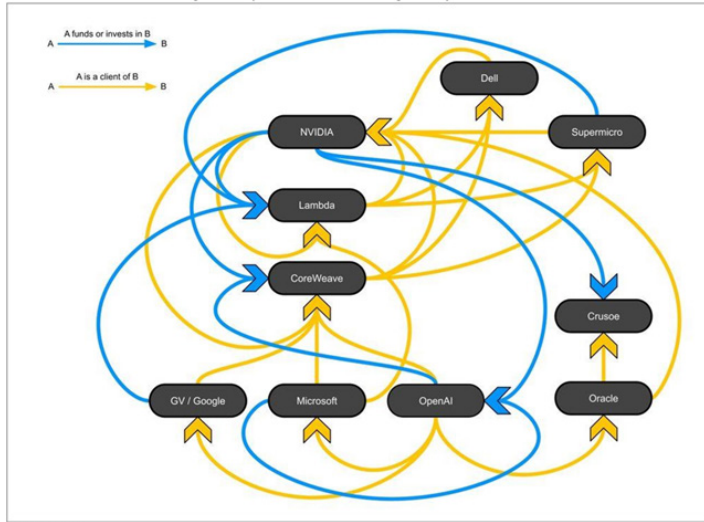 A funds or invests in B
A B
A is a client of B
A B
Dell
NVIDIA
Supermicro
Lambda
CoreWeave
Crusoe
GV / Google
Microsoft
OpenAI
Oracle